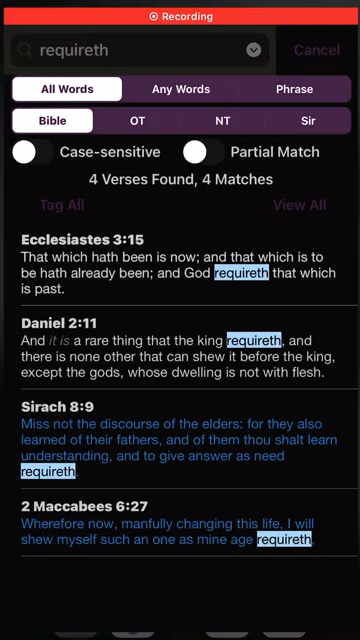 Recording
requireth
Cancel
All Words
Any Words
Phrase
Bible
OT
NT
Sir
Case-sensitive
Partial Match
4 Verses Found, 4 Matches
Tag All
View All
Ecclesiastes 3:15
That which hath been is now; and that which is to
be hath already been; and God requireth that which
is past.
Daniel 2:11
And it is a rare thing that the king requireth, and
there is none other that can shew it before the king,
except the gods, whose dwelling is not with flesh.
Sirach 8:9
Miss not the discourse of the elders: for they also
learned of their fathers, and of them thou shalt learn
understanding, and to give answer as need
requireth.
2 Maccabees 6:27
Wherefore now, manfully changing this life, I will
shew myself such an one as mine age requireth,